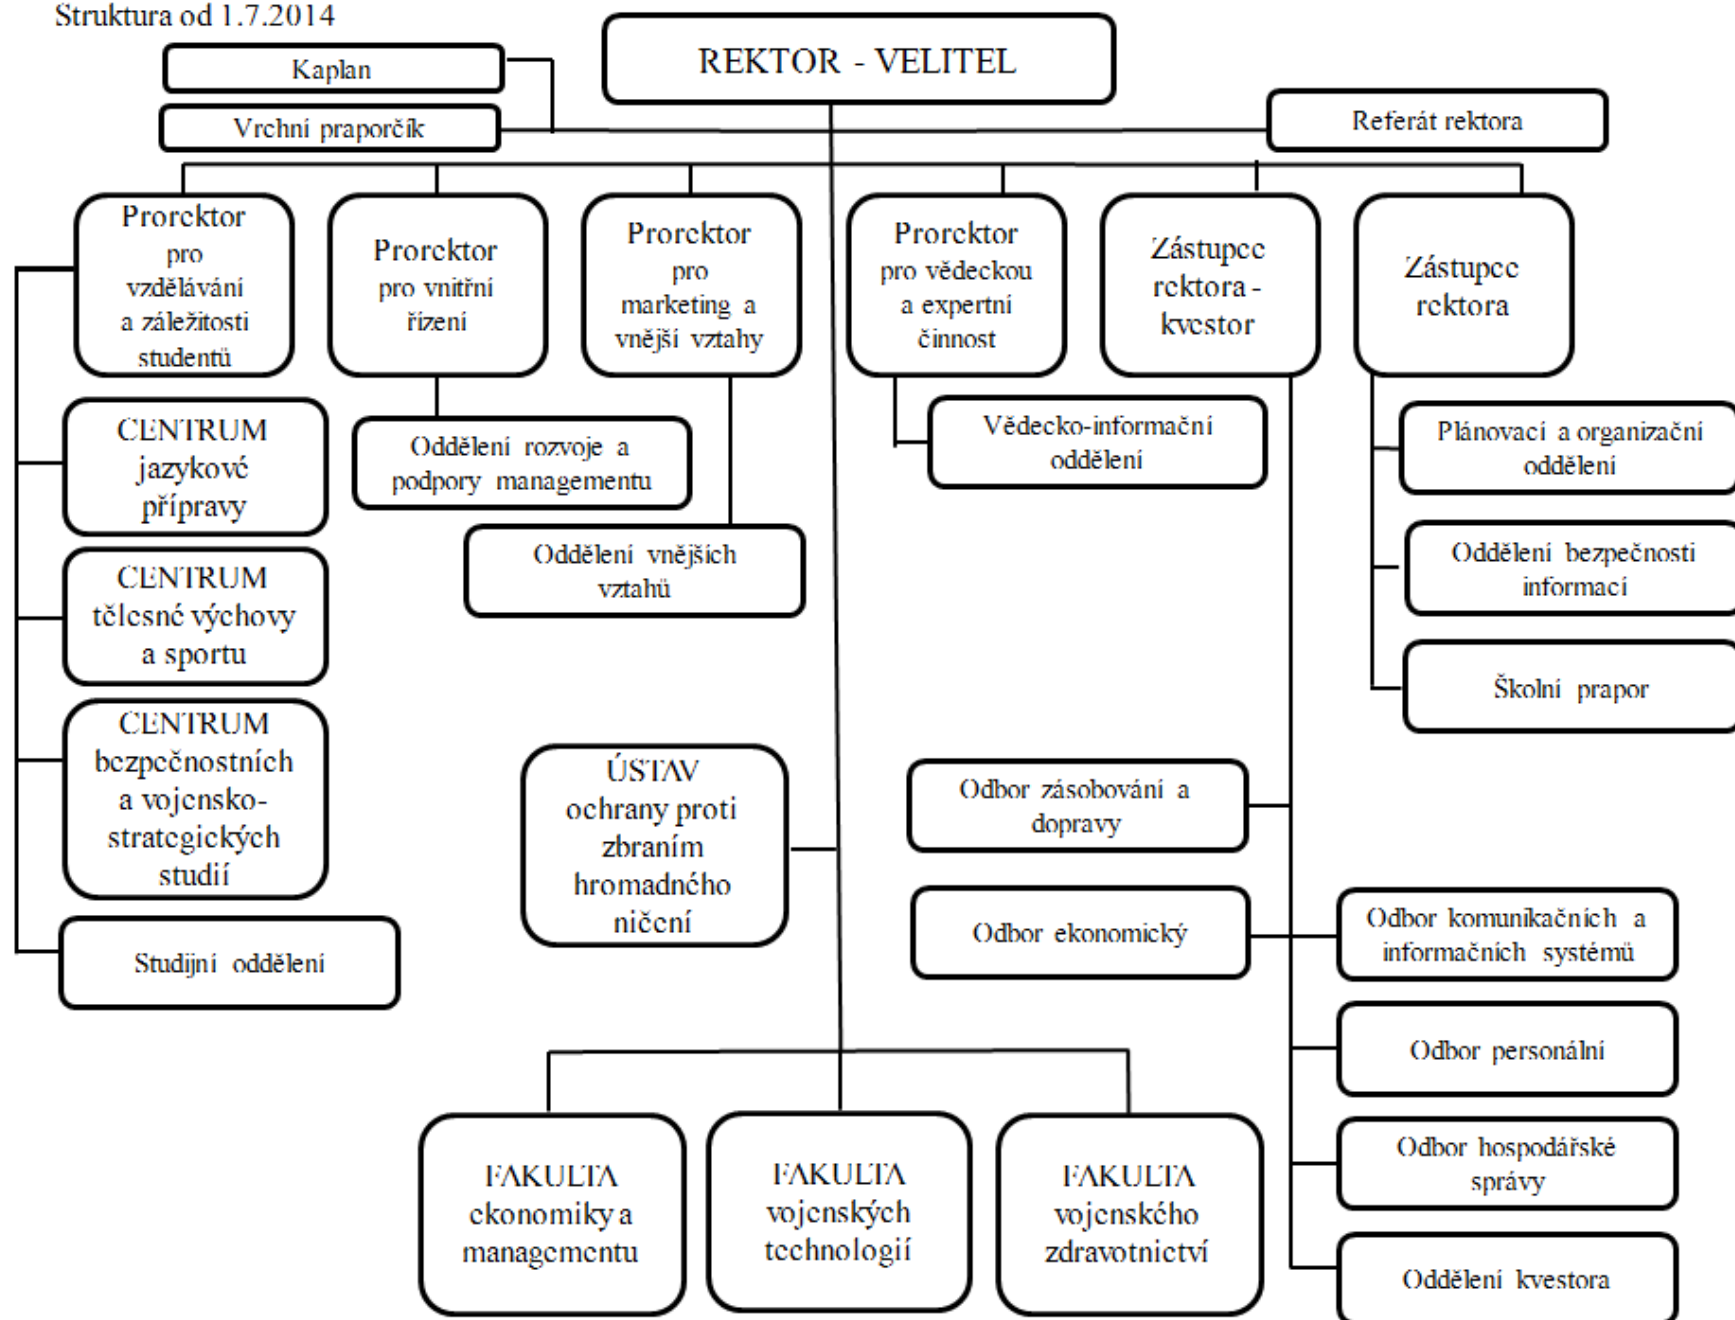 Struktura od 1.7.2014
REKTOR - VELITEL
Kaplan
Vrchní praporčík
Referát rektora
Prorektor
pro
vzdělávání
a záležitosti
studentů
Prorektor
pro vnitřní
řízení
Prorektor
pro
marketing a
vnější vztahy
Prorektor
pro vědeckou
a expertní
činnost
Zástupce
rektora -
kvestor
Zástupce
rektora
CENTRUM
jazykové
přípravy
CENTRUM
tělesné výchovy
a sportu
CENTRUM
bezpečnostních
a vojensko-
strategických
studií
Studijní oddělení
Oddělení rozvoje a
podpory managementu
Oddělení vnějších
vztahů
Vědecko-informační
oddělení
Plánovací a organizační
oddělení
Oddělení bezpečnosti
informací
Školní prapor
ÚSTAV
ochrany proti
zbraním
hromadného
ničení
Odbor zásobování a
dopravy
Odbor ekonomický
Odbor komunikačních a
informačních systémů
Odbor personální
Odbor hospodářské
správy
Oddělení kvestora
FAKULTA
ekonomiky a
managementu
FAKULTA
vojenských
technologií
FAKULTA
vojenského
zdravotnictví